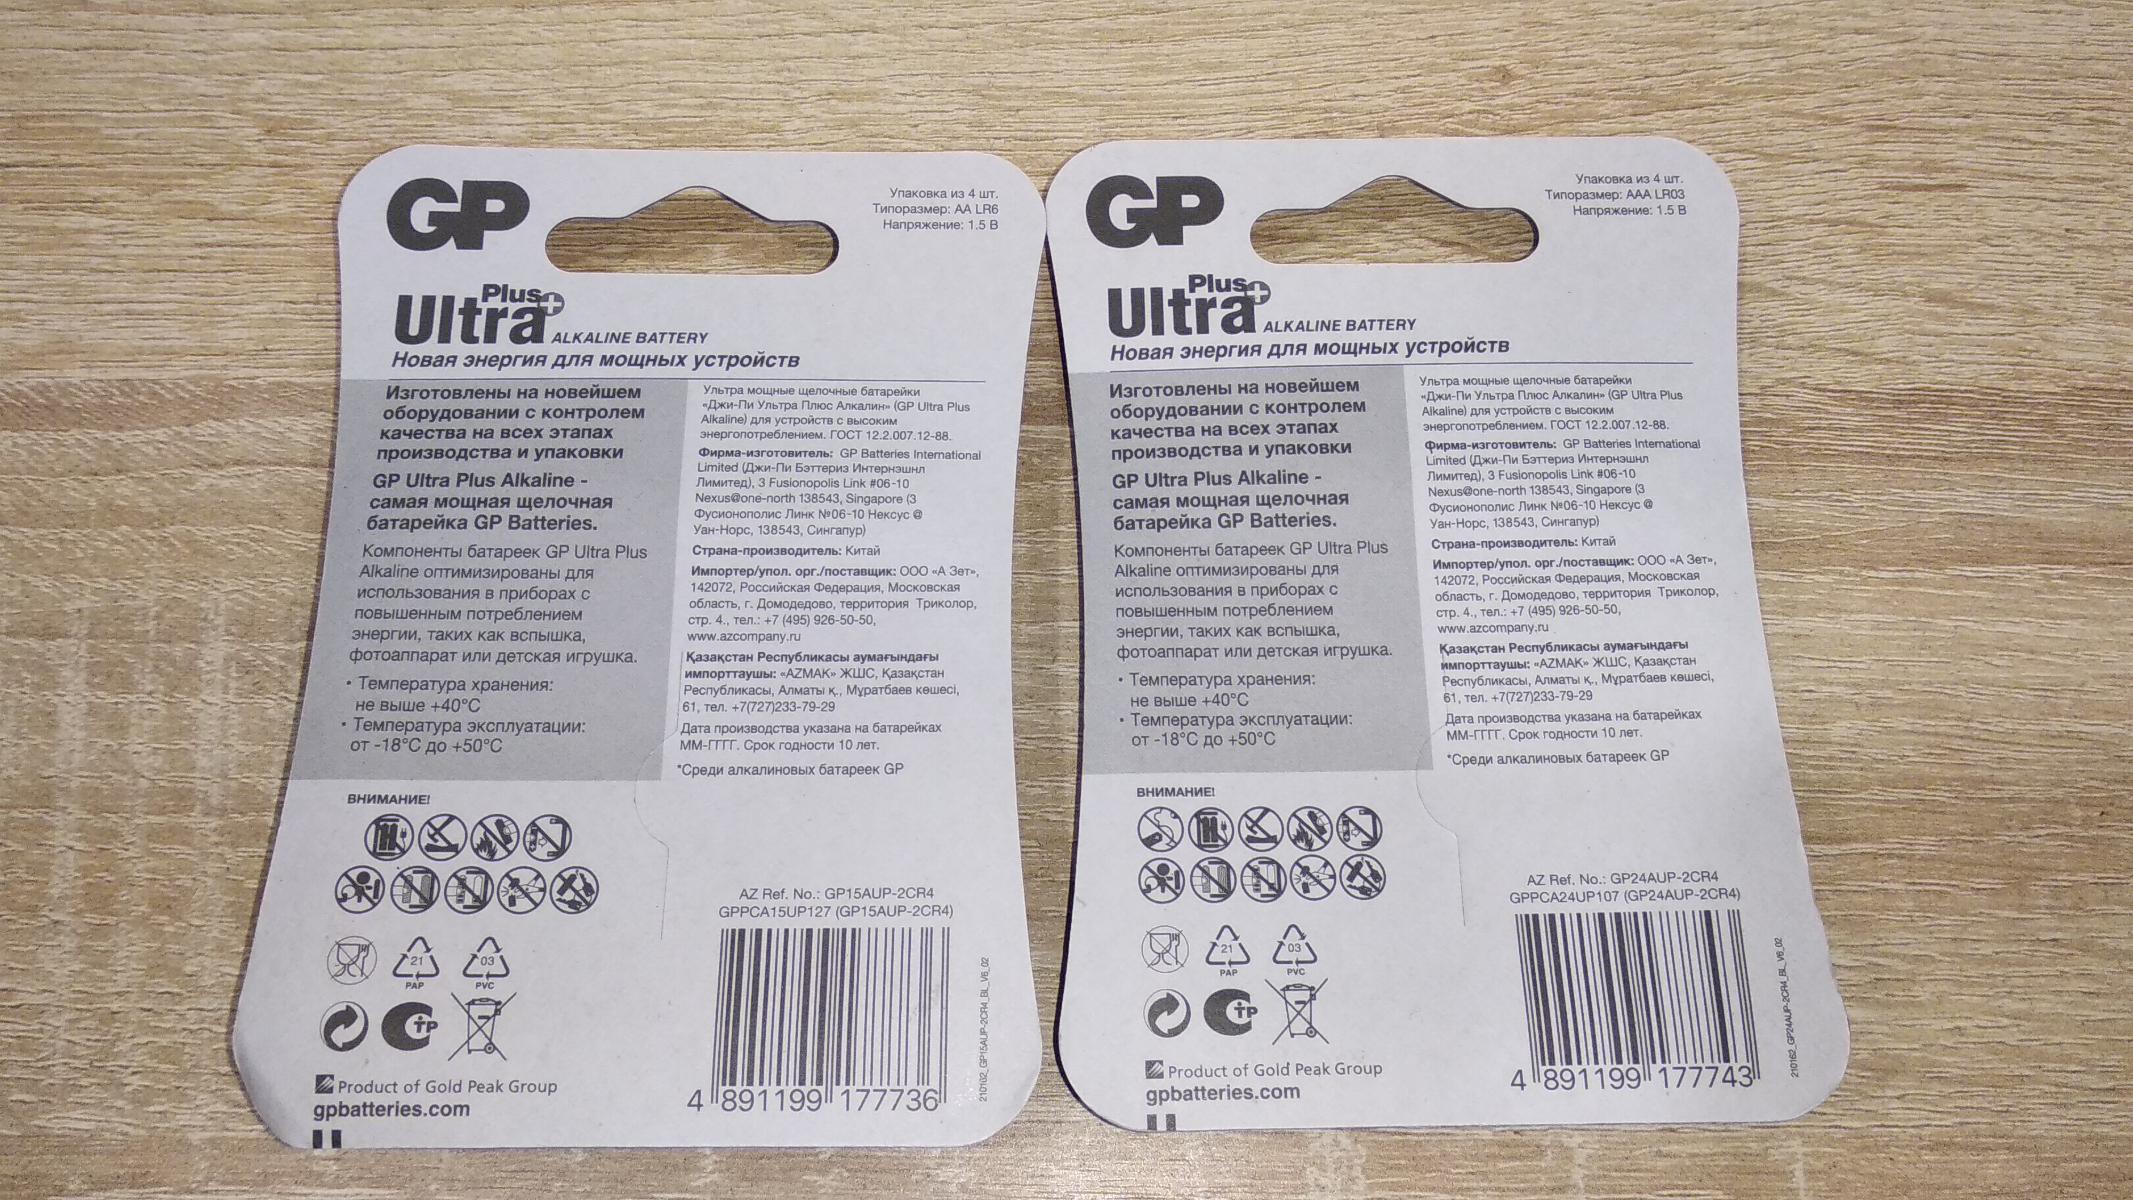 GP
Упаковка из 4 шт.
Типоразмер: AA LR6
Напряжение: 1.5 В
Plus
Ultra
ALKALINE BATTERY
Новая энергия для мощных устройств
Изготовлены на новейшем
оборудовании с контролем
качества на всех этапах
производства и упаковки
GP Ultra Plus Alkaline -
самая мощная щелочная
батарейка GP Batteries.
Компоненты батареек GP Ultra Plus
Alkaline оптимизированы для
использования в приборах с
повышенным потреблением
энергии, таких как вспышка,
фотоаппарат или детская игрушка.
• Температура хранения:
не выше +40°C
• Температура эксплуатации:
от -18°C до +50°C
Ультра мощные щелочные батарейки
«Джи-Пи Ультра Плюс Алкалин» (GP Ultra Plus
Alkaline) для устройств с высоким
энергопотреблением. ГОСТ 12.2.007.12-88.
Фирма-изготовитель: GP Batteries International
Limited (Джи-Пи Бэттериз Интернэшнл
Лимитед), 3 Fusionopolis Link #06-10
Nexus@one-north 138543, Singapore (3
Фусионополис Линк №06-10 Нексус @
Уан-Норс, 138543, Сингапур)
Страна-производитель: Китай
Импортер/упол. орг./поставщик: ООО «А Зет»,
142072, Российская Федерация, Московская
область, г. Домодедово, территория Триколор,
стр. 4., тел.: +7 (495) 926-50-50,
www.azcompany.ru
Қазақстан Республикасы аумағындағы
импорттаушы: «AZMAK» ЖШС, Қазақстан
Республикасы, Алматы қ., Мұратбаев көшесі,
61, тел. +7(727)233-79-29
Дата производства указана на батарейках
ММ-ГГГГ. Срок годности 10 лет.
*Среди алкалиновых батареек GP
ВНИМАНИЕ!
21
PAP
03
PVC
Product of Gold Peak Group
gpbatteries.com
AZ Ref. No.: GP15AUP-2CR4
GPPCA15UP127 (GP15AUP-2CR4)
4 891199 177736
210102_GP15AUP-2CR4_BL_V6_02
GP
Упаковка из 4 шт.
Типоразмер: AAA LR03
Напряжение: 1.5 В
Plus
Ultra
ALKALINE BATTERY
Новая энергия для мощных устройств
Изготовлены на новейшем
оборудовании с контролем
качества на всех этапах
производства и упаковки
GP Ultra Plus Alkaline -
самая мощная щелочная
батарейка GP Batteries.
Компоненты батареек GP Ultra Plus
Alkaline оптимизированы для
использования в приборах с
повышенным потреблением
энергии, таких как вспышка,
фотоаппарат или детская игрушка.
• Температура хранения:
не выше +40°C
• Температура эксплуатации:
от -18°C до +50°C
Ультра мощные щелочные батарейки
«Джи-Пи Ультра Плюс Алкалин» (GP Ultra Plus
Alkaline) для устройств с высоким
энергопотреблением. ГОСТ 12.2.007.12-88.
Фирма-изготовитель: GP Batteries International
Limited (Джи-Пи Бэттериз Интернэшнл
Лимитед), 3 Fusionopolis Link #06-10
Nexus@one-north 138543, Singapore (3
Фусионополис Линк №06-10 Нексус @
Уан-Норс, 138543, Сингапур)
Страна-производитель: Китай
Импортер/упол. орг./поставщик: ООО «А Зет»,
142072, Российская Федерация, Московская
область, г. Домодедово, территория Триколор,
стр. 4., тел.: +7 (495) 926-50-50,
www.azcompany.ru
Қазақстан Республикасы аумағындағы
импорттаушы: «AZMAK» ЖШС, Қазақстан
Республикасы, Алматы қ., Мұратбаев көшесі,
61, тел. +7(727)233-79-29
Дата производства указана на батарейках
ММ-ГГГГ. Срок годности 10 лет.
*Среди алкалиновых батареек GP
ВНИМАНИЕ!
21
PAP
03
PVC
Product of Gold Peak Group
gpbatteries.com
AZ Ref. No.: GP24AUP-2CR4
GPPCA24UP107 (GP24AUP-2CR4)
4 891199 177743
210162_GP24AUP-2CR4_BL_V6_02